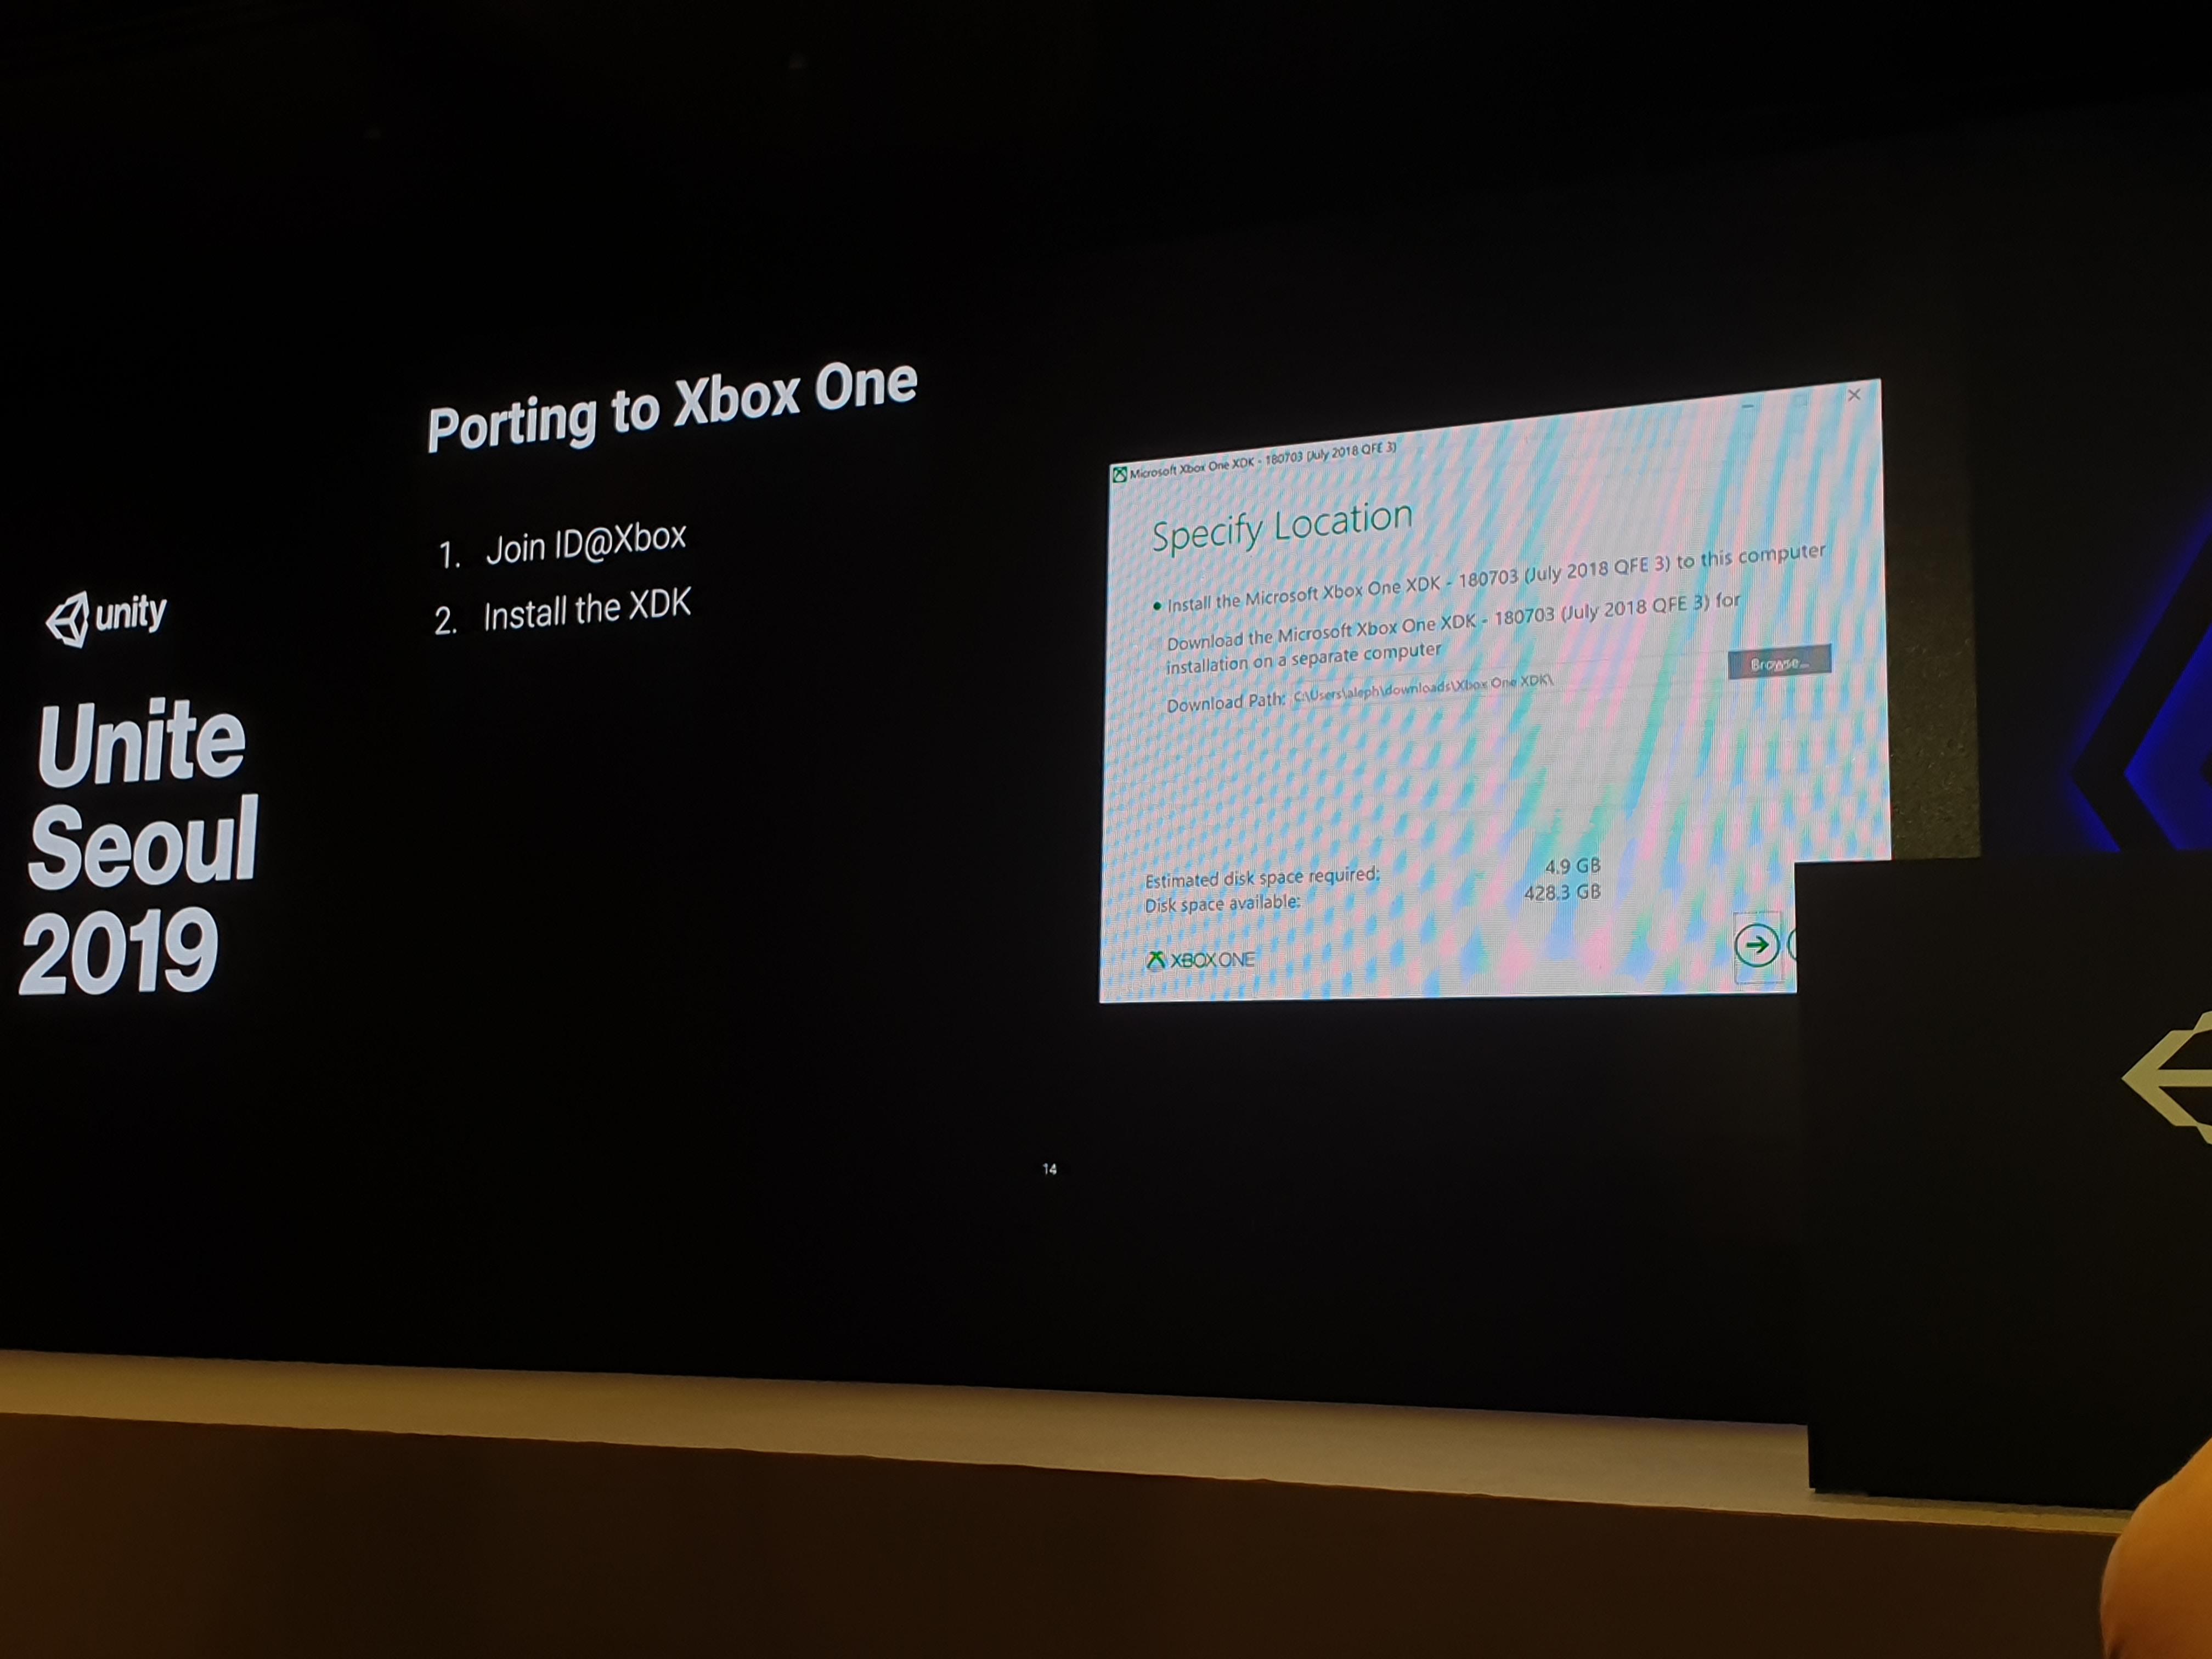 unity
Unite
Seoul
2019
Porting to Xbox One
1. Join ID@Xbox
2. Install the XDK
Microsoft Xbox One XDK - 180703 (July 2018 QFE 3)
Specify Location
Install the Microsoft Xbox One XDK - 180703 (July 2018 QFE 3) to this computer
Download the Microsoft Xbox One XDK - 180703 (July 2018 QFE 3) for
installation on a separate computer
Download Path: C:\Users\aleph\downloads\Xbox One XDK\
Browse...
Estimated disk space required: 4.9 GB
Disk space available: 428.3 GB
XBOX ONE
14